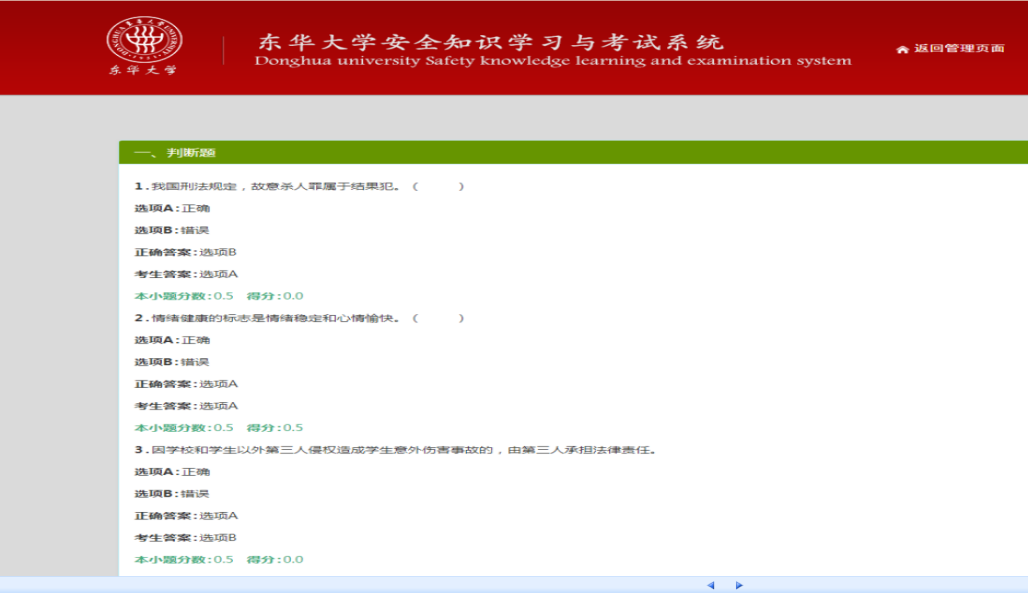 东华大学安全知识学习与考试系统
Donghua university Safety knowledge learning and examination system
返回管理页面
DONGHUA UNIVERSITY
东华大学
一、判断题
1.我国刑法规定，故意杀人罪属于结果犯。（  ）
选项A:正确
选项B:错误
正确答案:选项B
考生答案:选项A
本小题分数:0.5 得分:0.0
2.情绪健康的标志是情绪稳定和心情愉快。（  ）
选项A:正确
选项B:错误
正确答案:选项A
考生答案:选项A
本小题分数:0.5 得分:0.5
3.因学校和学生以外第三人侵权造成学生意外伤害事故的，由第三人承担法律责任。
选项A:正确
选项B:错误
正确答案:选项A
考生答案:选项B
本小题分数:0.5 得分:0.0